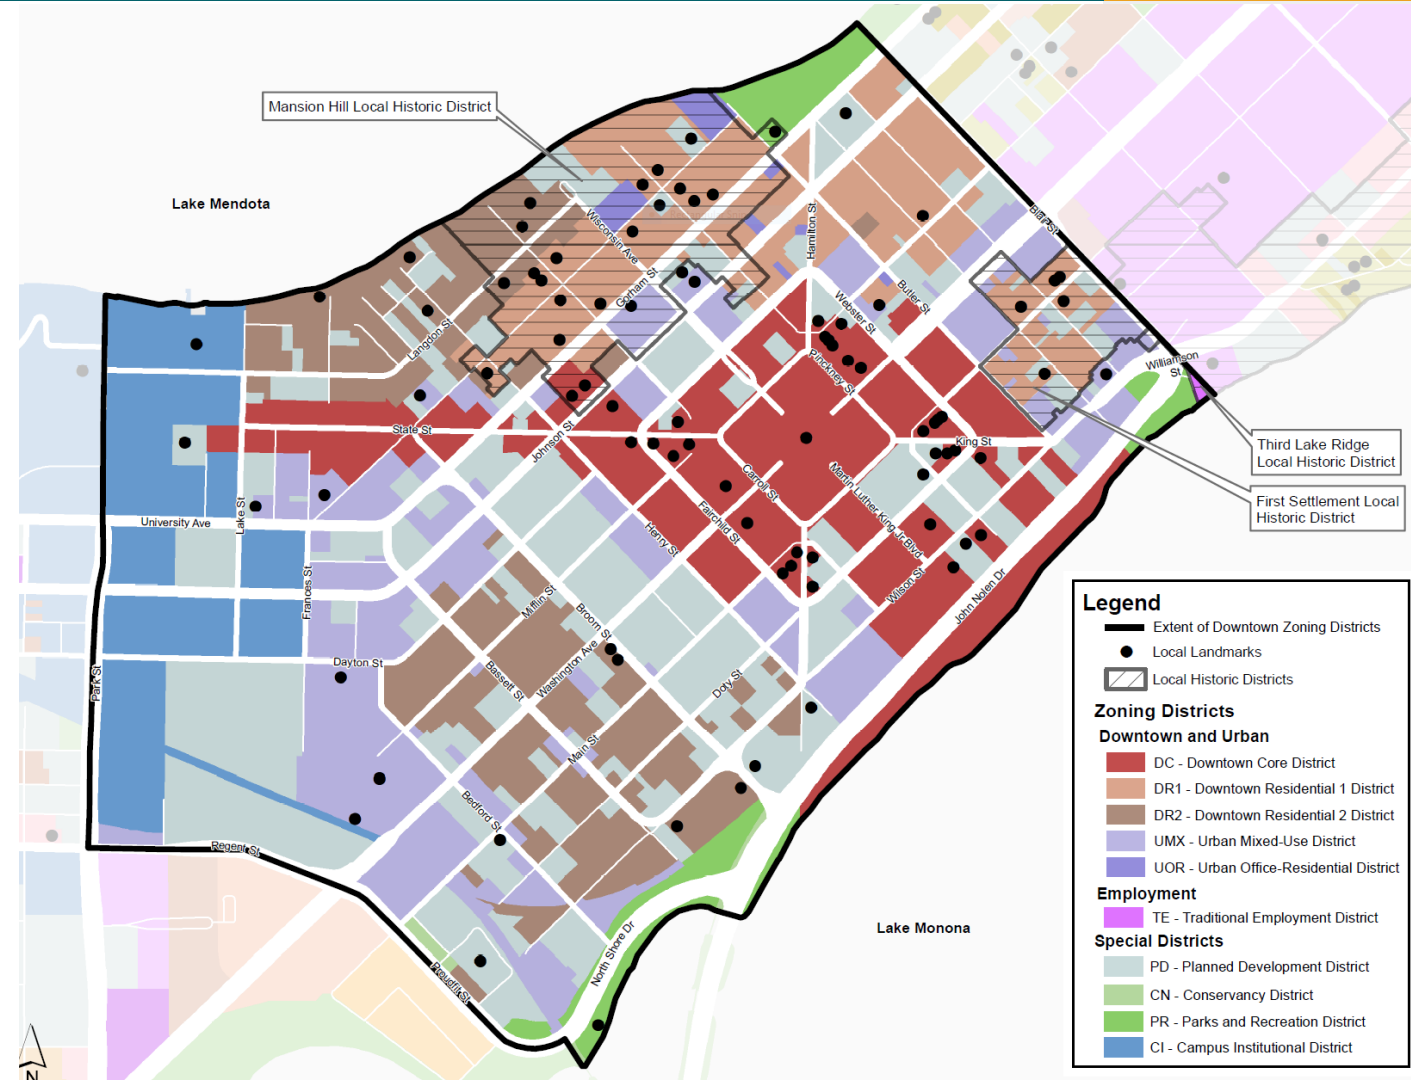 Mansion Hill Local Historic District
Lake Mendota
Blair St
Hamilton St
Wisconsin Ave
Gorham St
Webster St
Butler St
Langdon St
Pinckney St
Williamson
St
State St
Johnson St
King St
Third Lake Ridge
Local Historic District
First Settlement Local
Historic District
Carroll St
Martin Luther King Jr Blvd
Lake St
University Ave
Fairchild St
Henry St
Frances St
Mifflin St
Broom St
Wilson St
John Nolen Dr
Dayton St
Park St
Bassett St
Washington Ave
Doty St
Main St
Bedford St
Regent St
Lake Monona
North Shore Dr
Proudfit St
N
Legend
Extent of Downtown Zoning Districts
Local Landmarks
Local Historic Districts
Zoning Districts
Downtown and Urban
DC - Downtown Core District
DR1 - Downtown Residential 1 District
DR2 - Downtown Residential 2 District
UMX - Urban Mixed-Use District
UOR - Urban Office-Residential District
Employment
TE - Traditional Employment District
Special Districts
PD - Planned Development District
CN - Conservancy District
PR - Parks and Recreation District
CI - Campus Institutional District